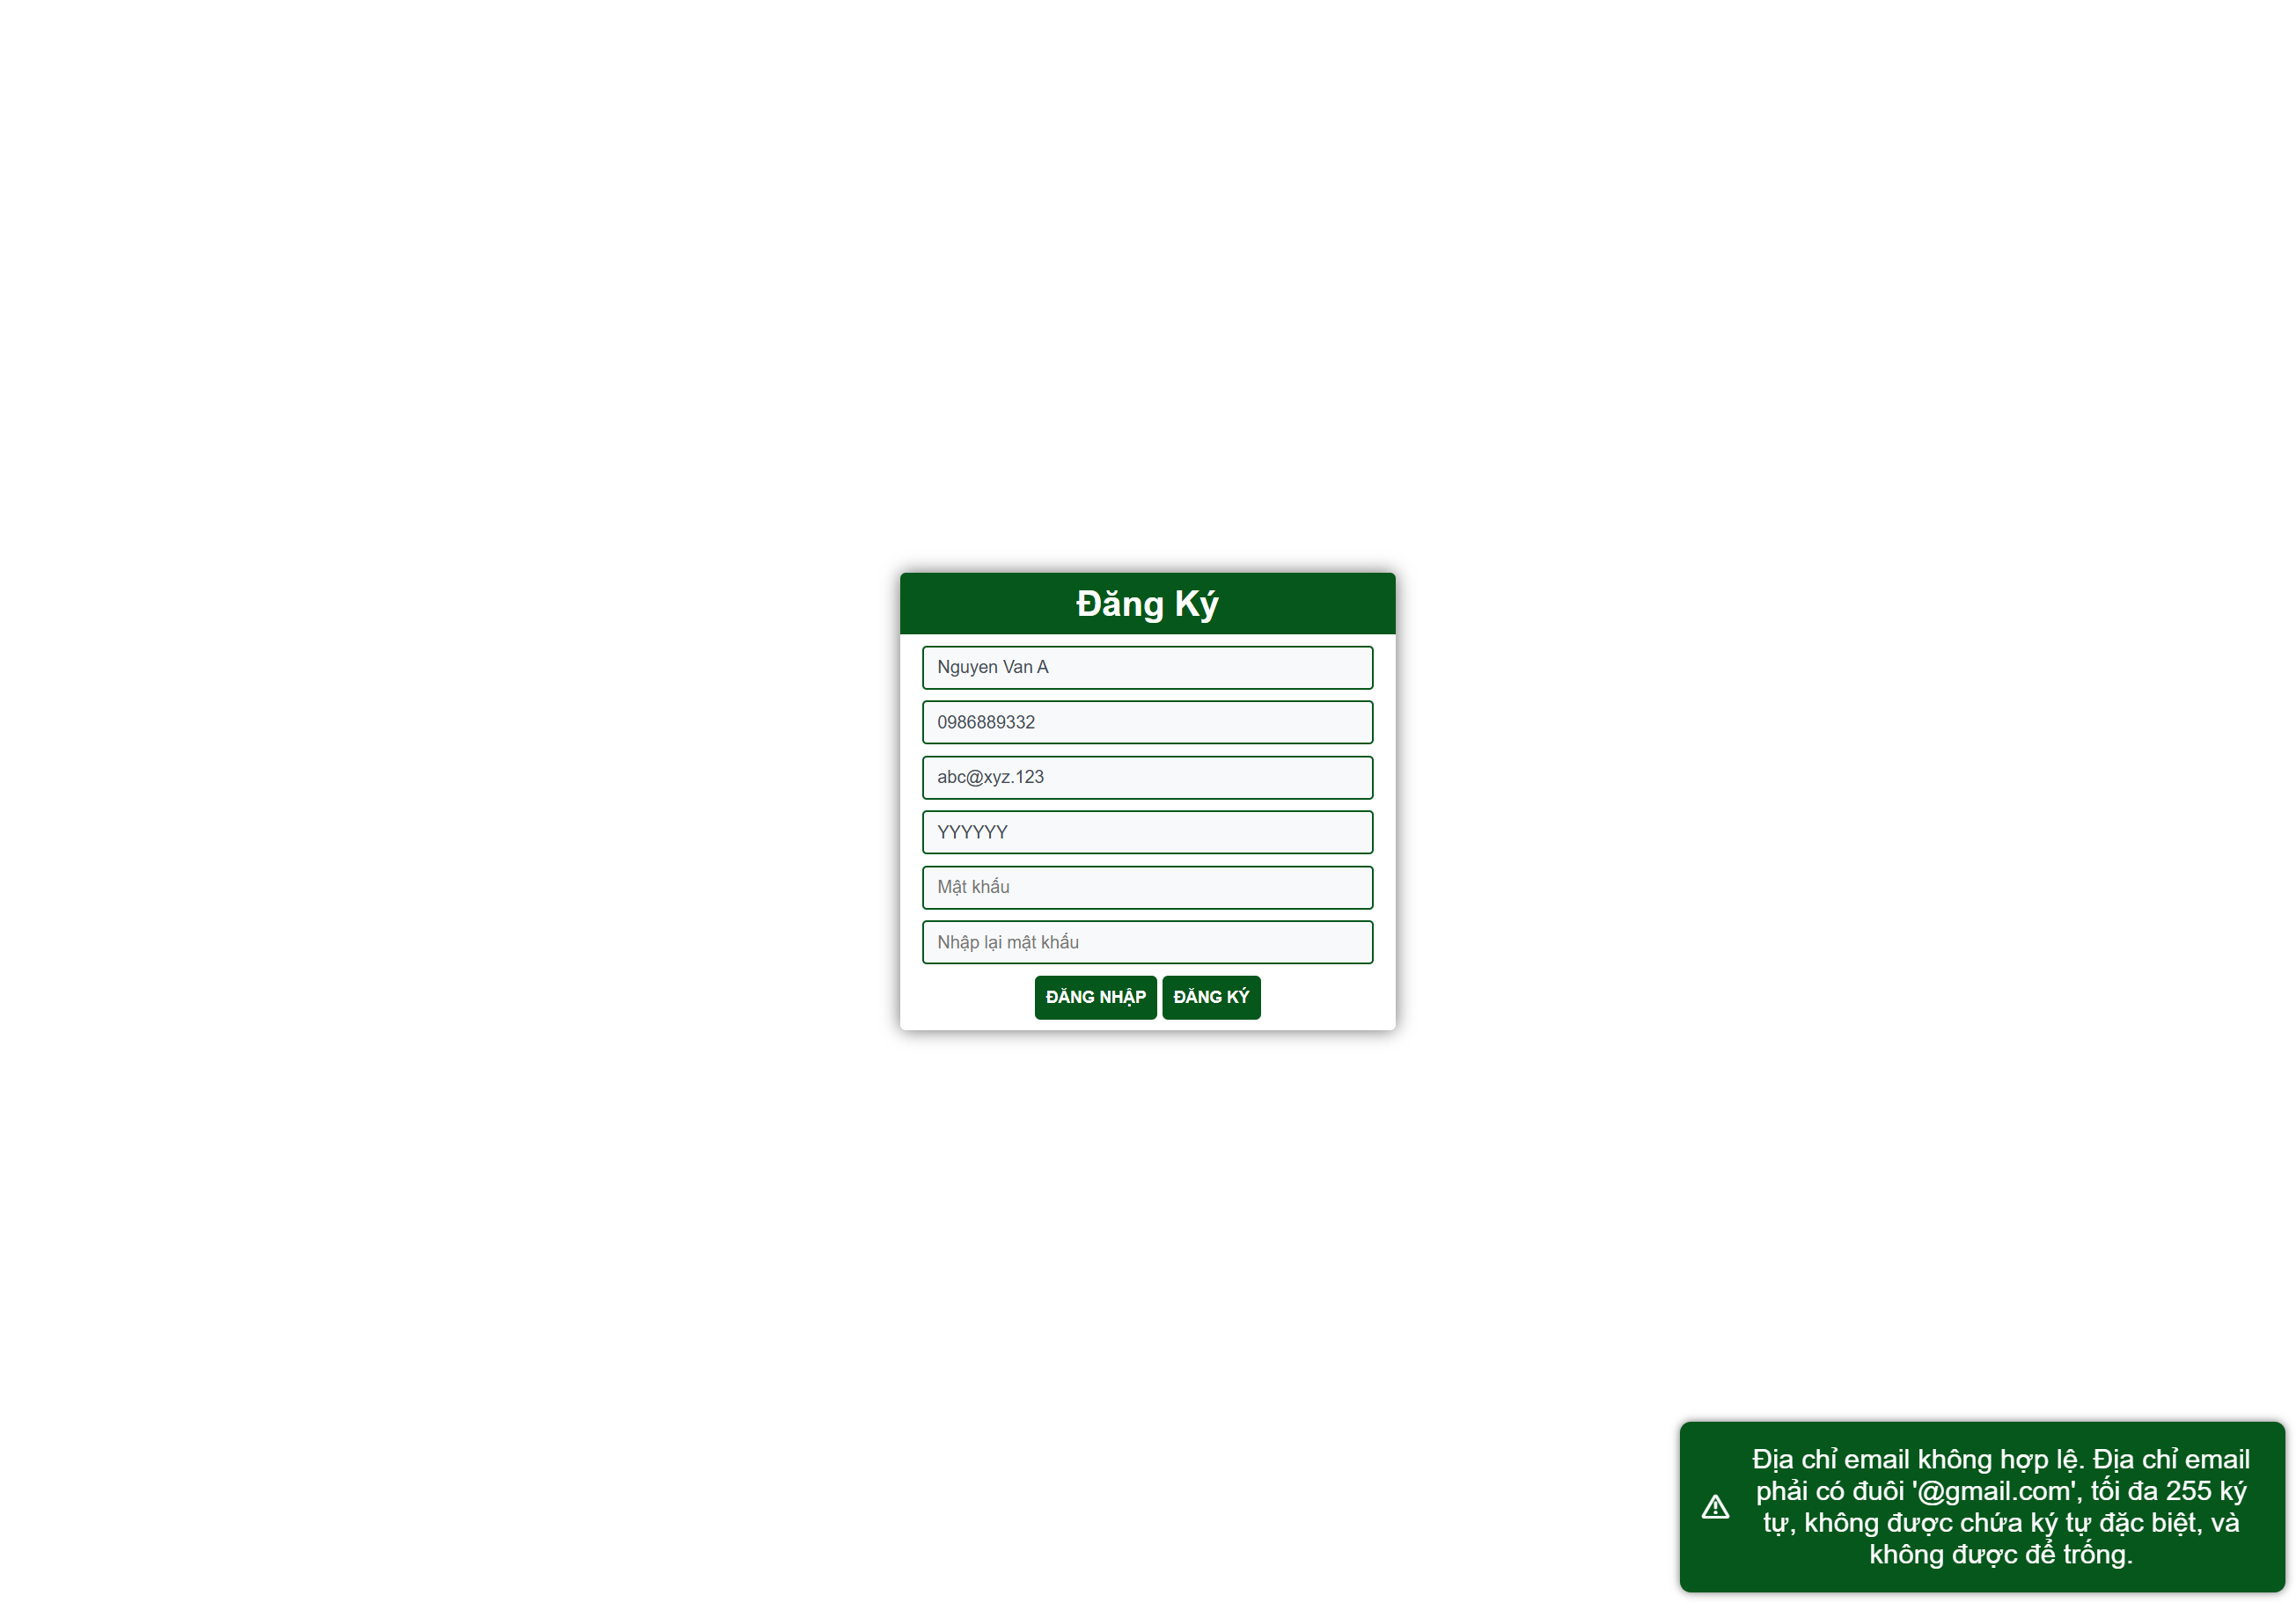 Đăng Ký
Nguyen Van A
0986889332
abc@xyz.123
YYYYYY
Mật khẩu
Nhập lại mật khẩu
ĐĂNG NHẬP ĐĂNG KÝ
Địa chỉ email không hợp lệ. Địa chỉ email
phải có đuôi '@gmail.com', tối đa 255 ký
tự, không được chứa ký tự đặc biệt, và
không được để trống.